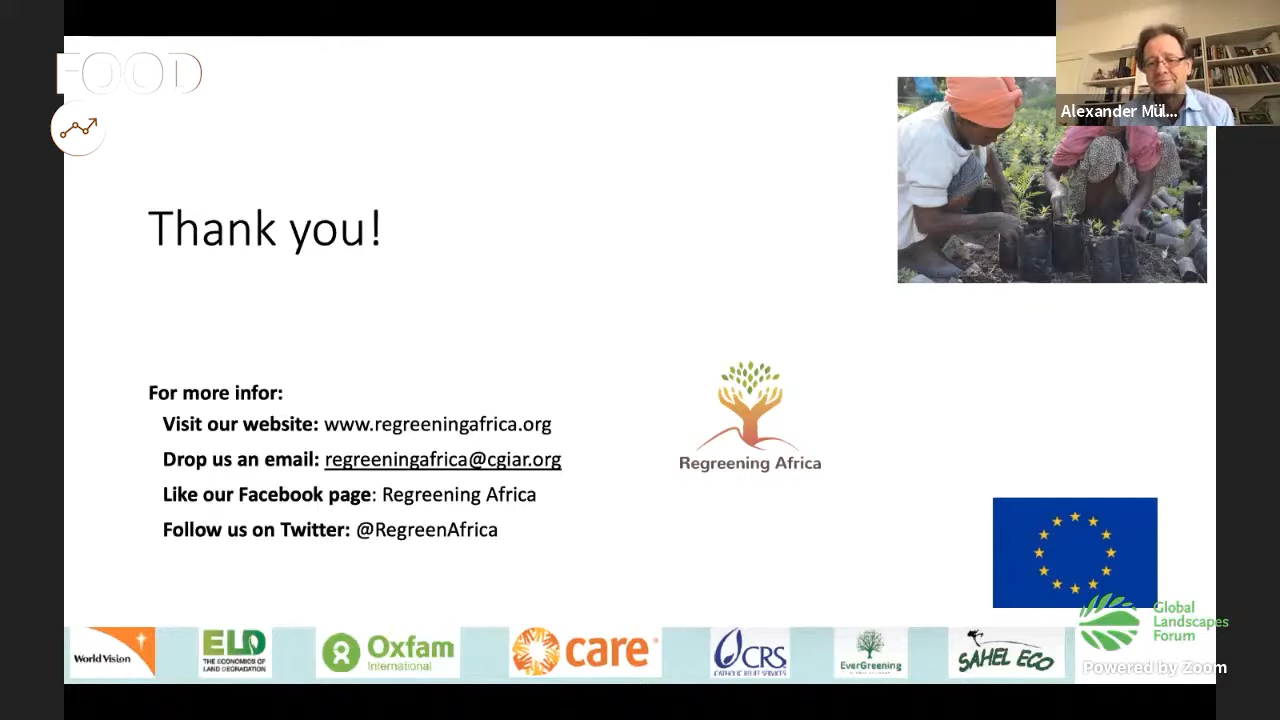 FOOD
Alexander Mül...
Thank you!
For more infor:
Visit our website: www.regreeningafrica.org
Drop us an email: regreeningafrica@cgiar.org
Like our Facebook page: Regreening Africa
Follow us on Twitter: @RegreenAfrica
Regreening Africa
World Vision
ELD
THE ECONOMICS OF
LAND DEGRADATION
Oxfam
International
care
CRS
CATHOLIC RELIEF SERVICES
EverGreening
GLOBAL ALLIANCE
SAHEL ECO
Global
Landscapes
Forum
Powered by Zoom